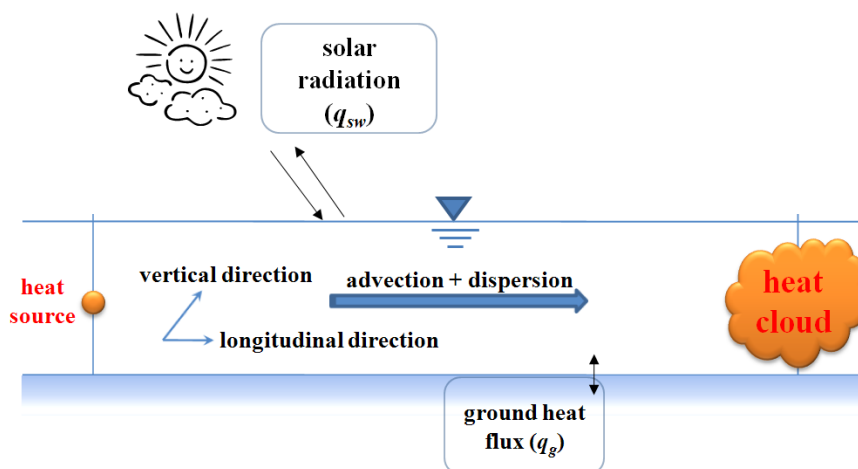 solar
radiation
(qsw)
heat
source
vertical direction
longitudinal direction
advection + dispersion
heat
cloud
ground heat
flux (qg)